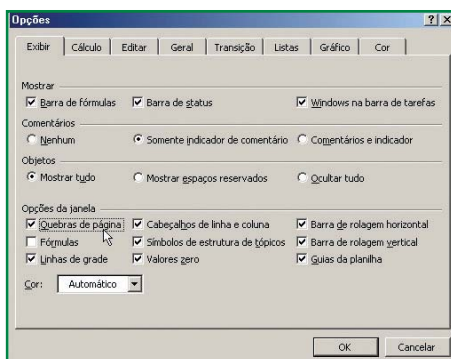 Opções
Exibir Cálculo Editar Geral Transição Listas Gráfico Cor
Mostrar
Barra de fórmulas Barra de status Windows na barra de tarefas
Comentários
Nenhum Somente indicador de comentário Comentários e indicador
Objetos
Mostrar tudo Mostrar espaços reservados Ocultar tudo
Opções da janela
Quebras de página Cabeçalhos de linha e coluna Barra de rolagem horizontal
Fórmulas Símbolos de estrutura de tópicos Barra de rolagem vertical
Linhas de grade Valores zero Guias da planilha
Cor: Automático
OK Cancelar